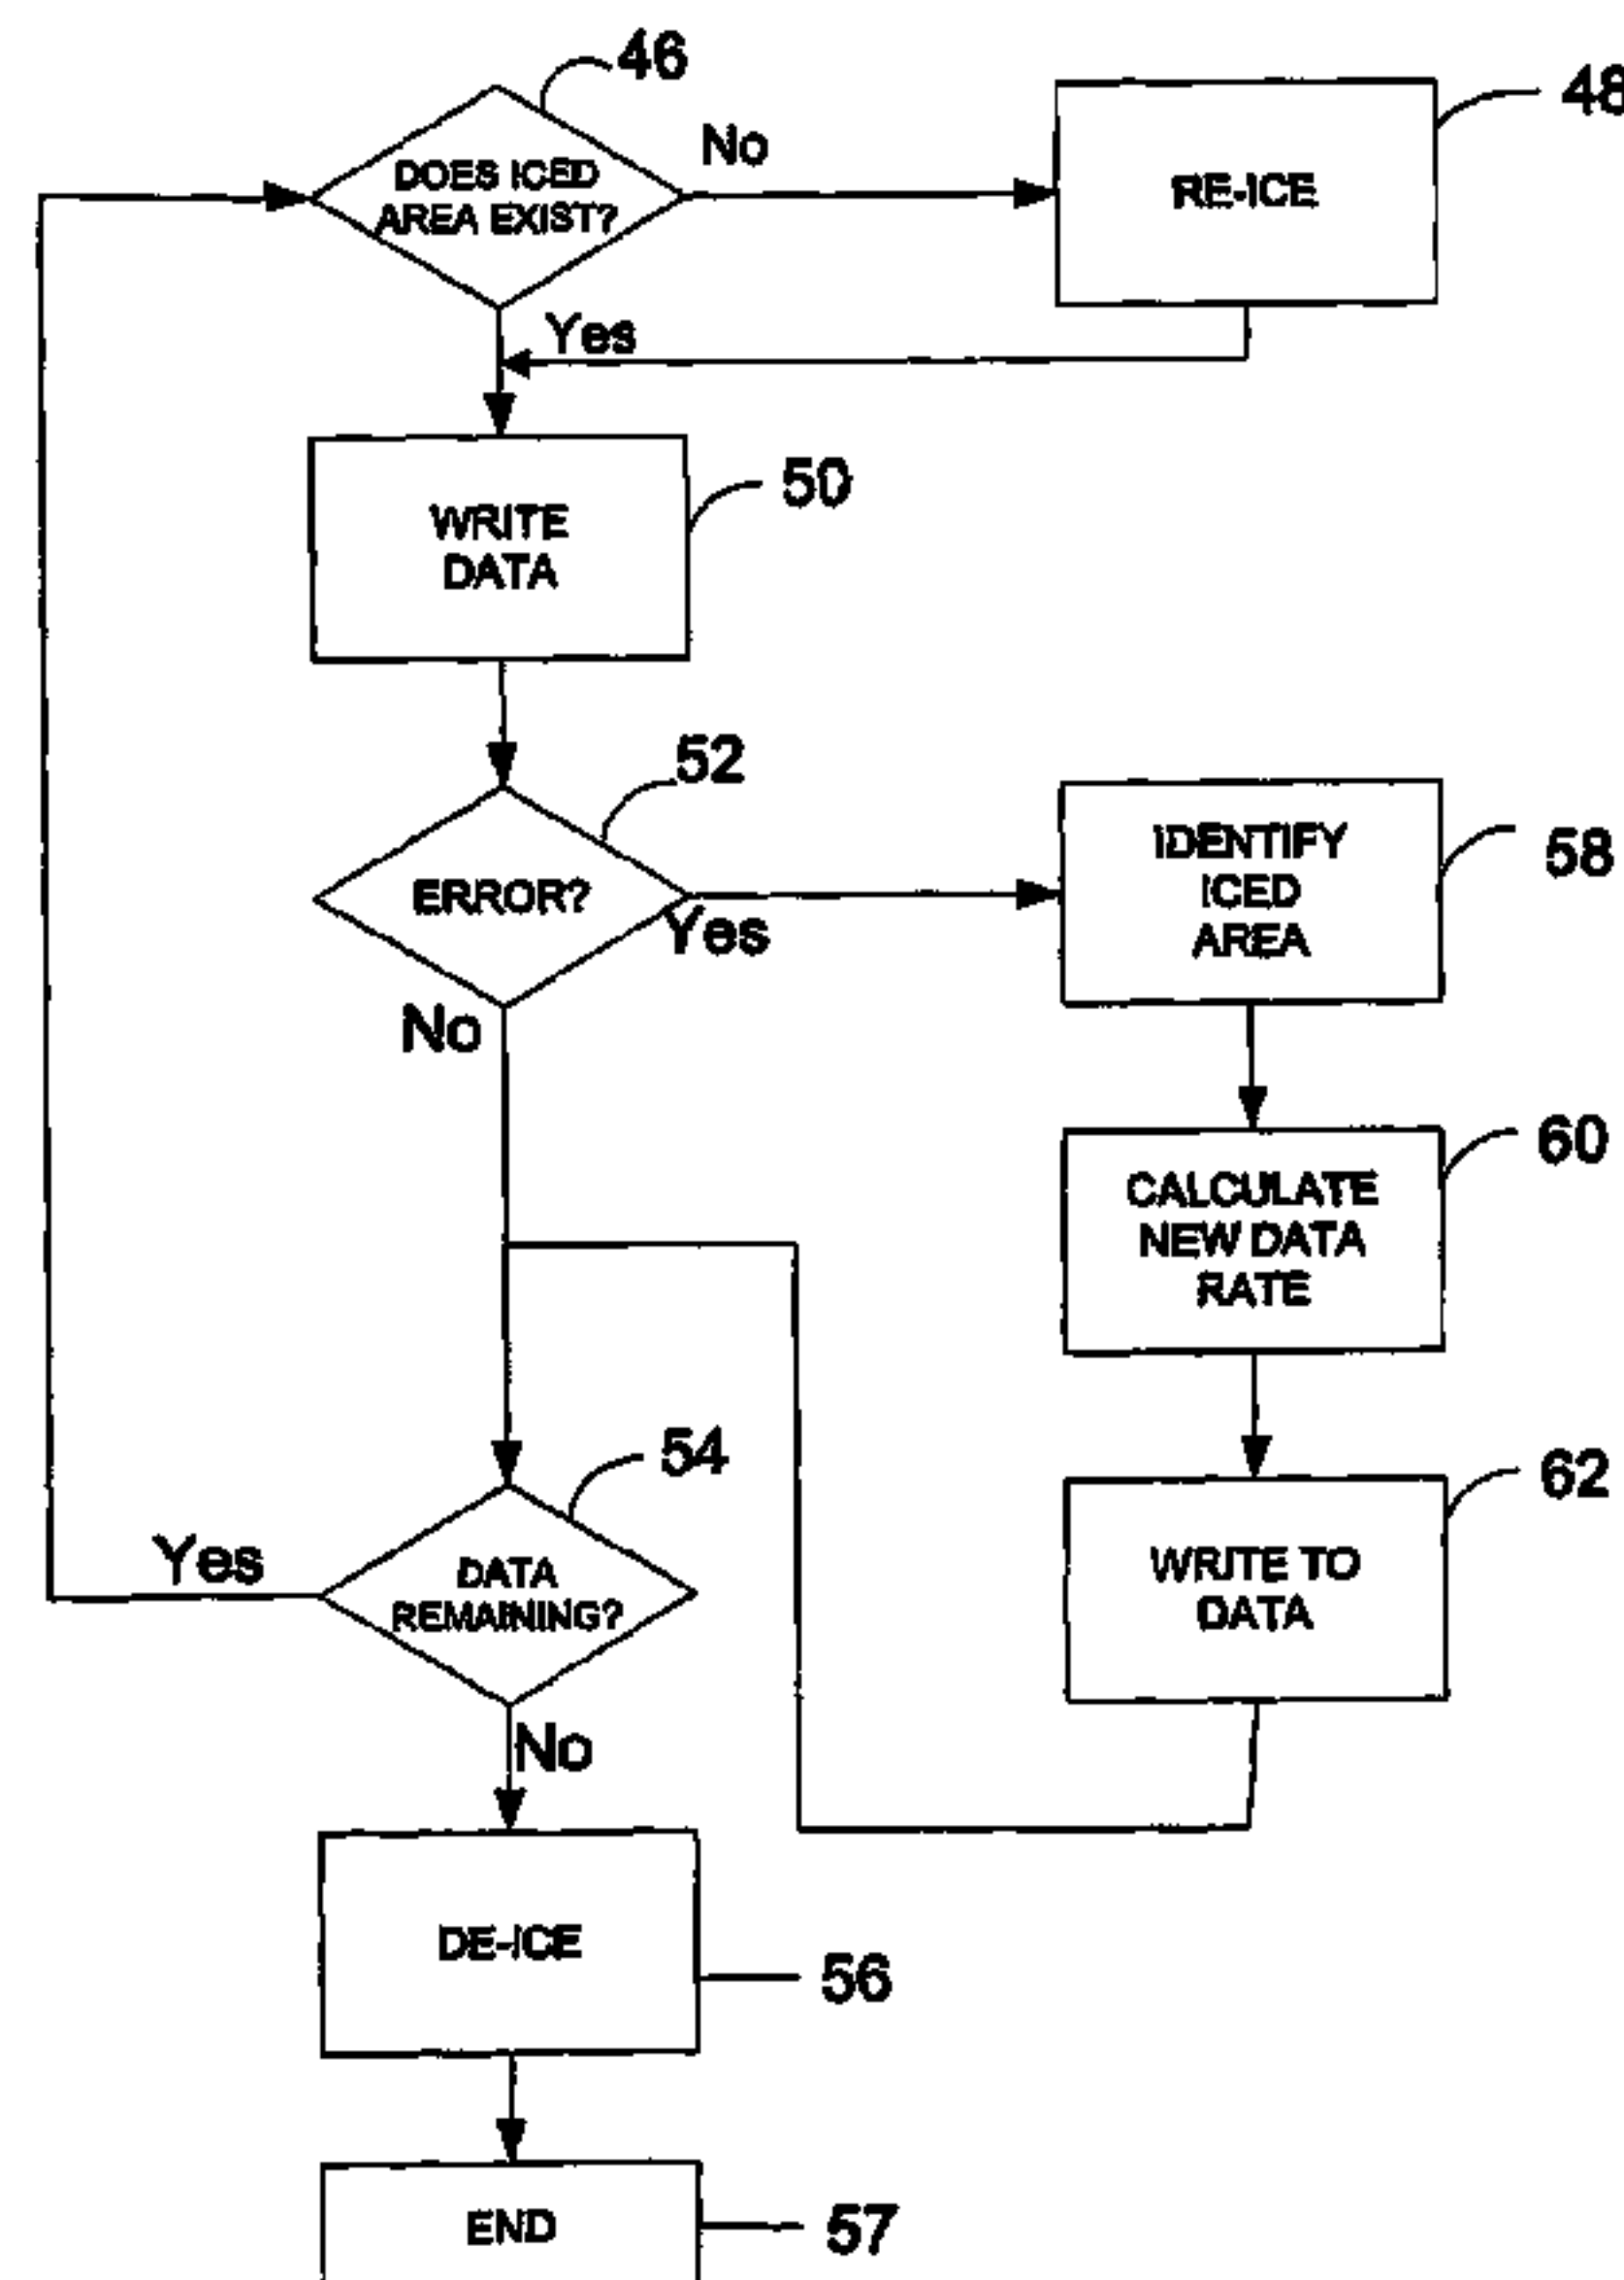 46
DOES ICED
AREA EXIST?
No
48
RE-ICE
Yes
WRITE
DATA
50
52
ERROR?
Yes
No
IDENTIFY
ICED
AREA
58
CALCULATE
NEW DATA
RATE
60
54
DATA
REMAINING?
Yes
No
WRITE TO
DATA
62
DE-ICE
56
END
57